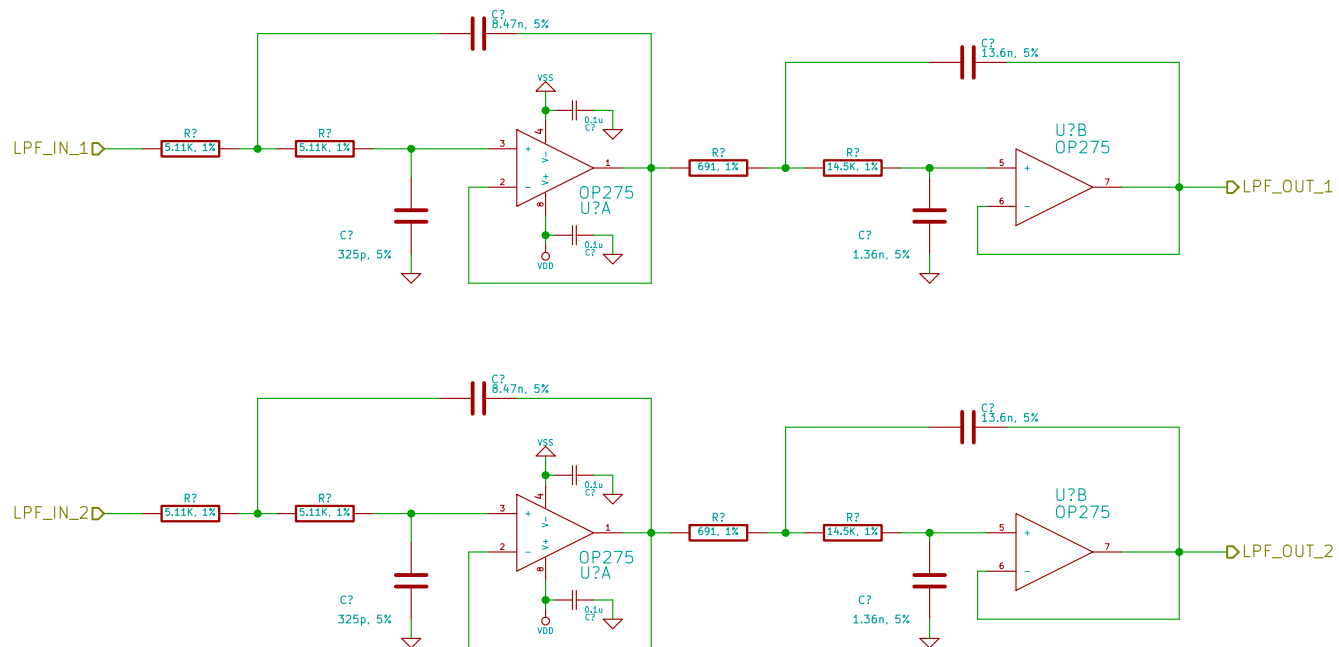 C?
8.47n, 5%
C?
13.6n, 5%
VSS
0.1u
C?
4
V-
U?B
OP275
LPF_IN_1
R?
5.11K, 1%
R?
5.11K, 1%
3
+
1
R?
691, 1%
R?
14.5K, 1%
5
+
7
2
-
V+
8
OP275
U?A
6
-
LPF_OUT_1
C?
325p, 5%
0.1u
C?
VDD
C?
1.36n, 5%
C?
8.47n, 5%
C?
13.6n, 5%
VSS
0.1u
C?
4
V-
U?B
OP275
LPF_IN_2
R?
5.11K, 1%
R?
5.11K, 1%
3
+
1
R?
691, 1%
R?
14.5K, 1%
5
+
7
2
-
V+
8
OP275
U?A
6
-
LPF_OUT_2
C?
325p, 5%
0.1u
C?
VDD
C?
1.36n, 5%